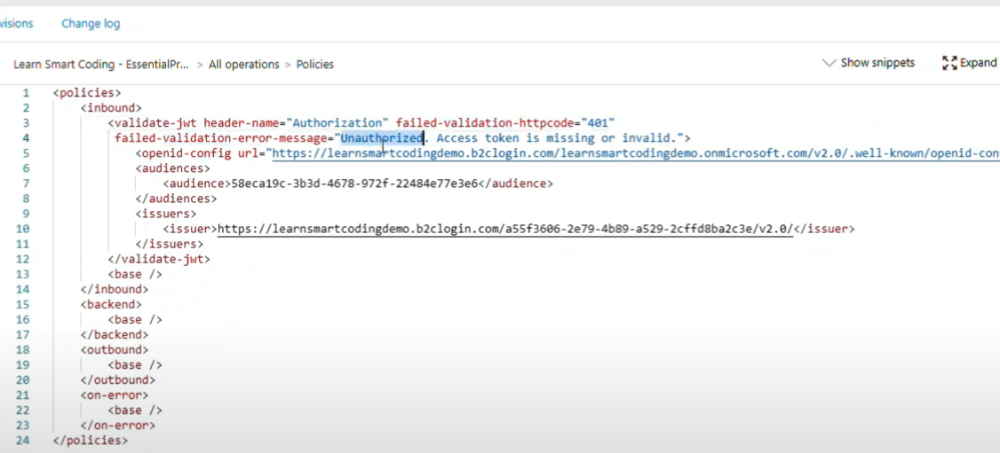 visions Change log
Learn Smart Coding - EssentialPr... > All operations > Policies Show snippets Expand
1 <policies>
2 <inbound>
3 <validate-jwt header-name="Authorization" failed-validation-httpcode="401"
4 failed-validation-error-message="Unauthorized. Access token is missing or invalid.">
5 <openid-config url="https://learnsmartcodingdemo.b2clogin.com/learnsmartcodingdemo.onmicrosoft.com/v2.0/.well-known/openid-con
6 <audiences>
7 <audience>58eca19c-3b3d-4678-972f-22484e77e3e6</audience>
8 </audiences>
9 <issuers>
10 <issuer>https://learnsmartcodingdemo.b2clogin.com/a55f3606-2e79-4b89-a529-2cffd8ba2c3e/v2.0/</issuer>
11 </issuers>
12 </validate-jwt>
13 <base />
14 </inbound>
15 <backend>
16 <base />
17 </backend>
18 <outbound>
19 <base />
20 </outbound>
21 <on-error>
22 <base />
23 </on-error>
24 </policies>